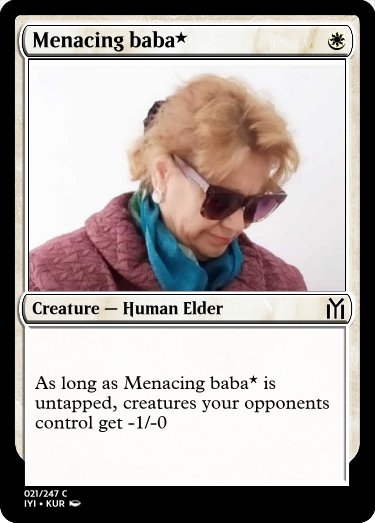 Menacing baba★
Creature — Human Elder
As long as Menacing baba★ is
untapped, creatures your opponents
control get -1/-0
021/247 C
IYI • KUR